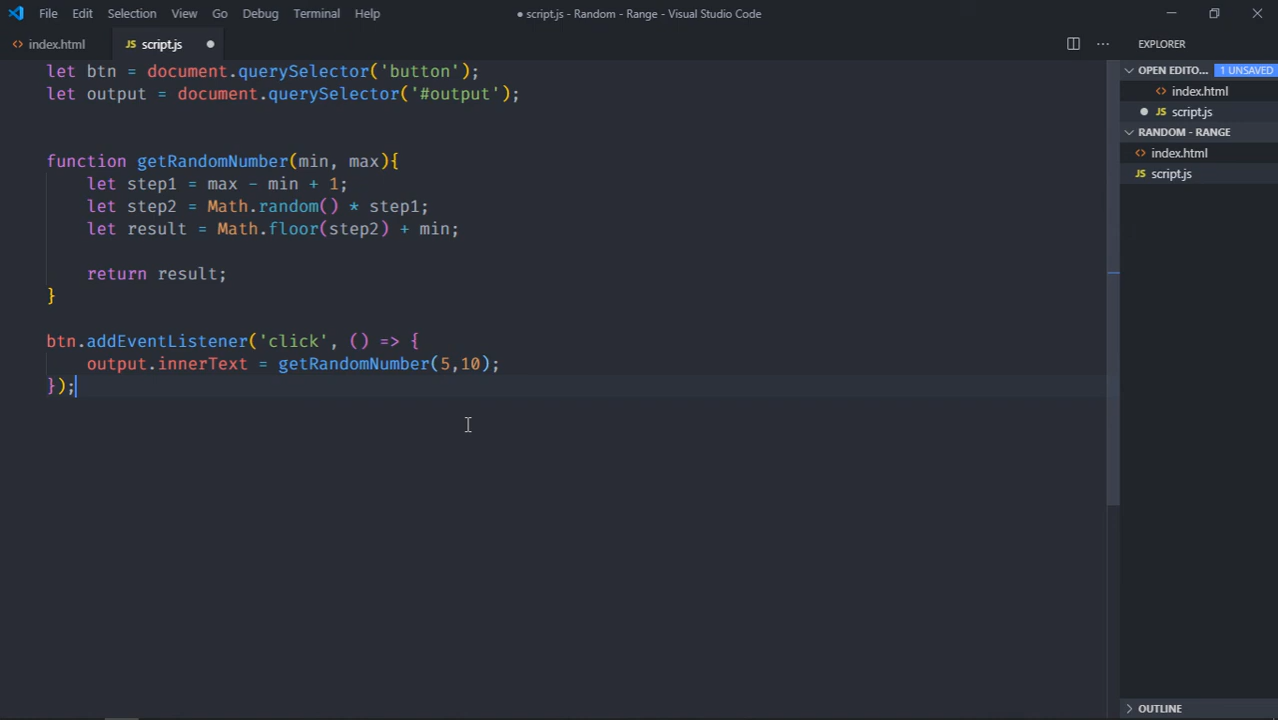 File Edit Selection View Go Debug Terminal Help ● script.js - Random - Range - Visual Studio Code
<> index.html JS script.js ● ··· EXPLORER
let btn = document.querySelector('button');
let output = document.querySelector('#output');
function getRandomNumber(min, max){
let step1 = max - min + 1;
let step2 = Math.random() * step1;
let result = Math.floor(step2) + min;
return result;
}
btn.addEventListener('click', () => {
output.innerText = getRandomNumber(5,10);
});
OPEN EDITO... 1 UNSAVED
<> index.html
● JS script.js
RANDOM - RANGE
<> index.html
JS script.js
OUTLINE